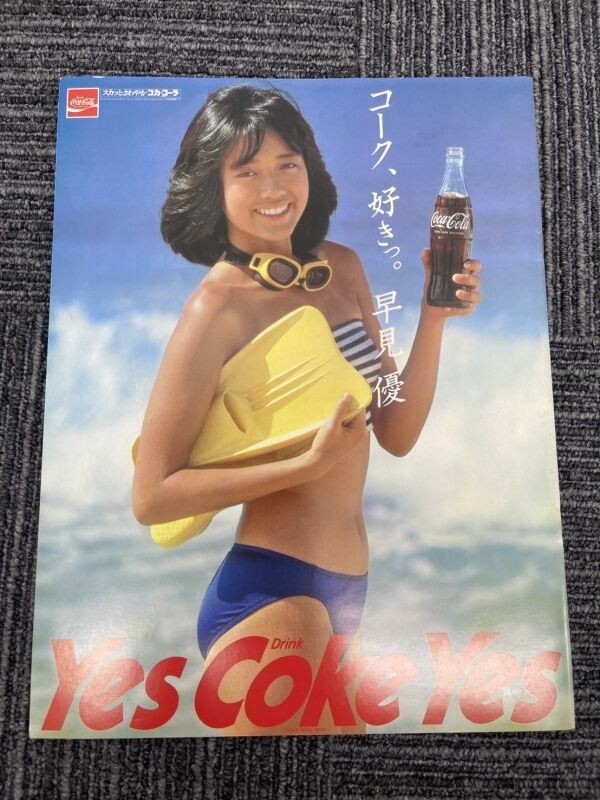 Coca-Cola
スカッとさわやか コカ・コーラ
コーク、好きっ。 早見 優
Coca-Cola
Drink
Yes Coke Yes